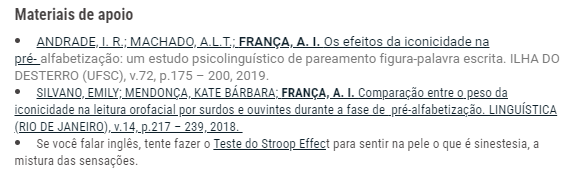 Materiais de apoio
• ANDRADE, I. R.; MACHADO, A.L.T.; FRANÇA, A. I. Os efeitos da iconicidade na
pré- alfabetização: um estudo psicolinguístico de pareamento figura-palavra escrita. ILHA DO
DESTERRO (UFSC), v.72, p.175 – 200, 2019.
• SILVANO, EMILY; MENDONÇA, KATE BÁRBARA; FRANÇA, A. I. Comparação entre o peso da
iconicidade na leitura orofacial por surdos e ouvintes durante a fase de pré-alfabetização. LINGUÍSTICA
(RIO DE JANEIRO), v.14, p.217 – 239, 2018.
• Se você falar inglês, tente fazer o Teste do Stroop Effect para sentir na pele o que é sinestesia, a
mistura das sensações.